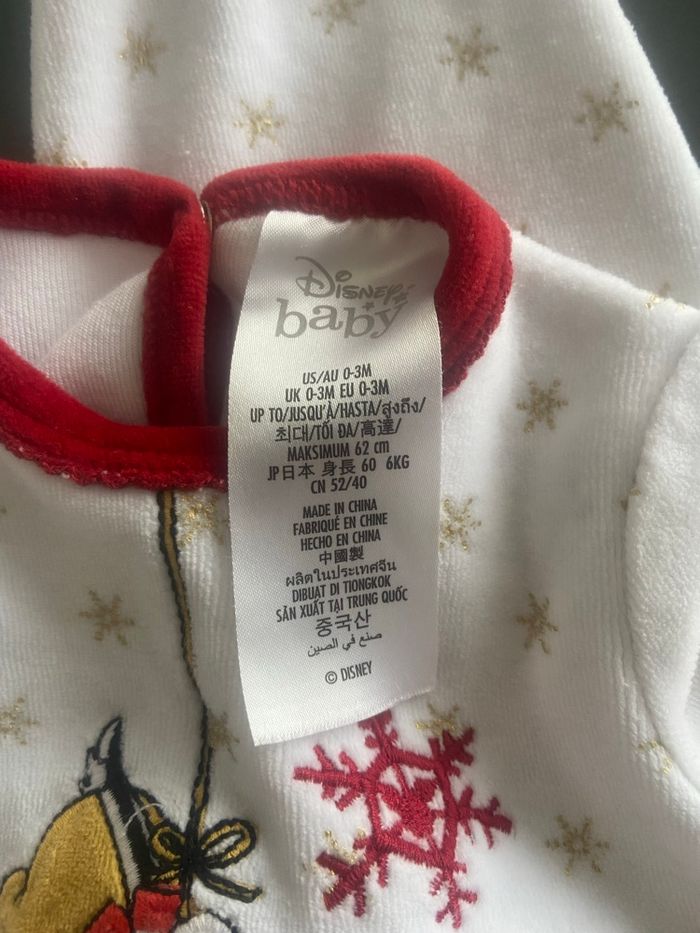 Disney
baby
US/AU 0-3M
UK 0-3M EU 0-3M
UP TO/JUSQU'À/HASTA/สูงถึง/
최대/TỐI ĐA/高達/
MAKSIMUM 62 cm
JP日本 身長 60 6KG
CN 52/40
MADE IN CHINA
FABRIQUÉ EN CHINE
HECHO EN CHINA
中國製
ผลิตในประเทศจีน
DIBUAT DI TIONGKOK
SẢN XUẤT TẠI TRUNG QUỐC
중국산
صنع في الصين
© DISNEY